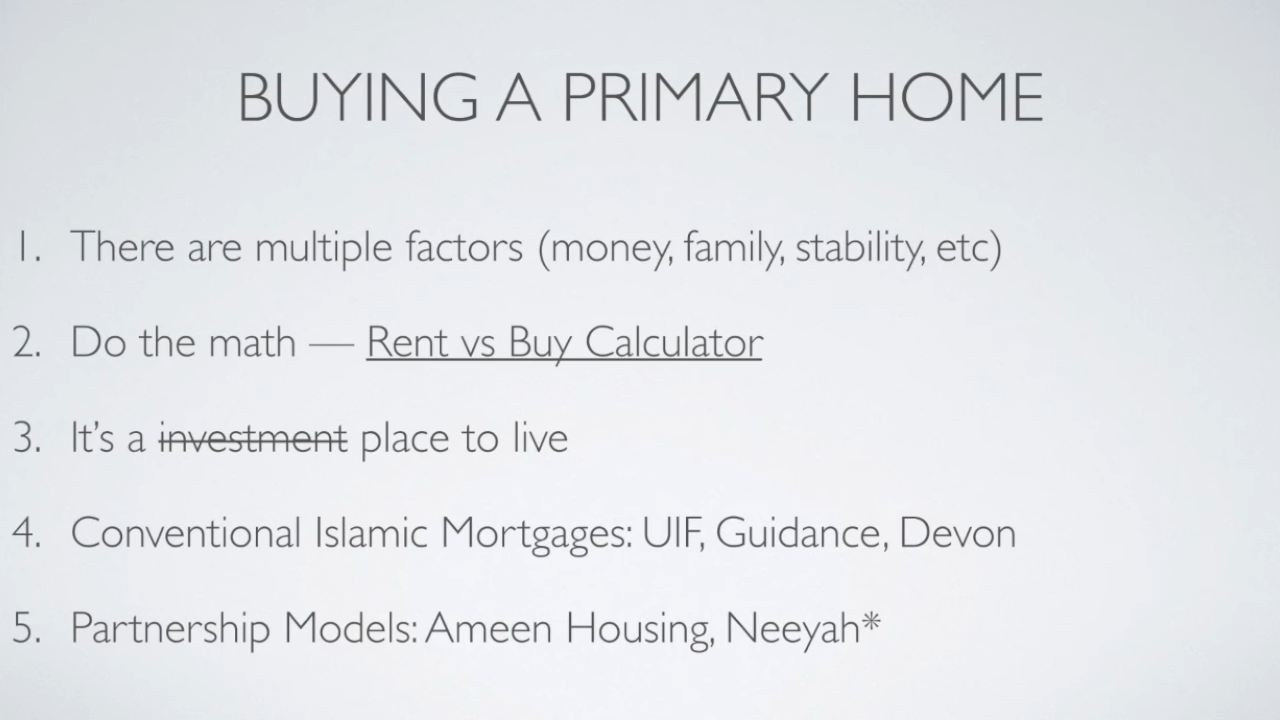 BUYING A PRIMARY HOME
1. There are multiple factors (money, family, stability, etc)
2. Do the math — Rent vs Buy Calculator
3. It's a investment place to live
4. Conventional Islamic Mortgages: UIF, Guidance, Devon
5. Partnership Models: Ameen Housing, Neeyah*